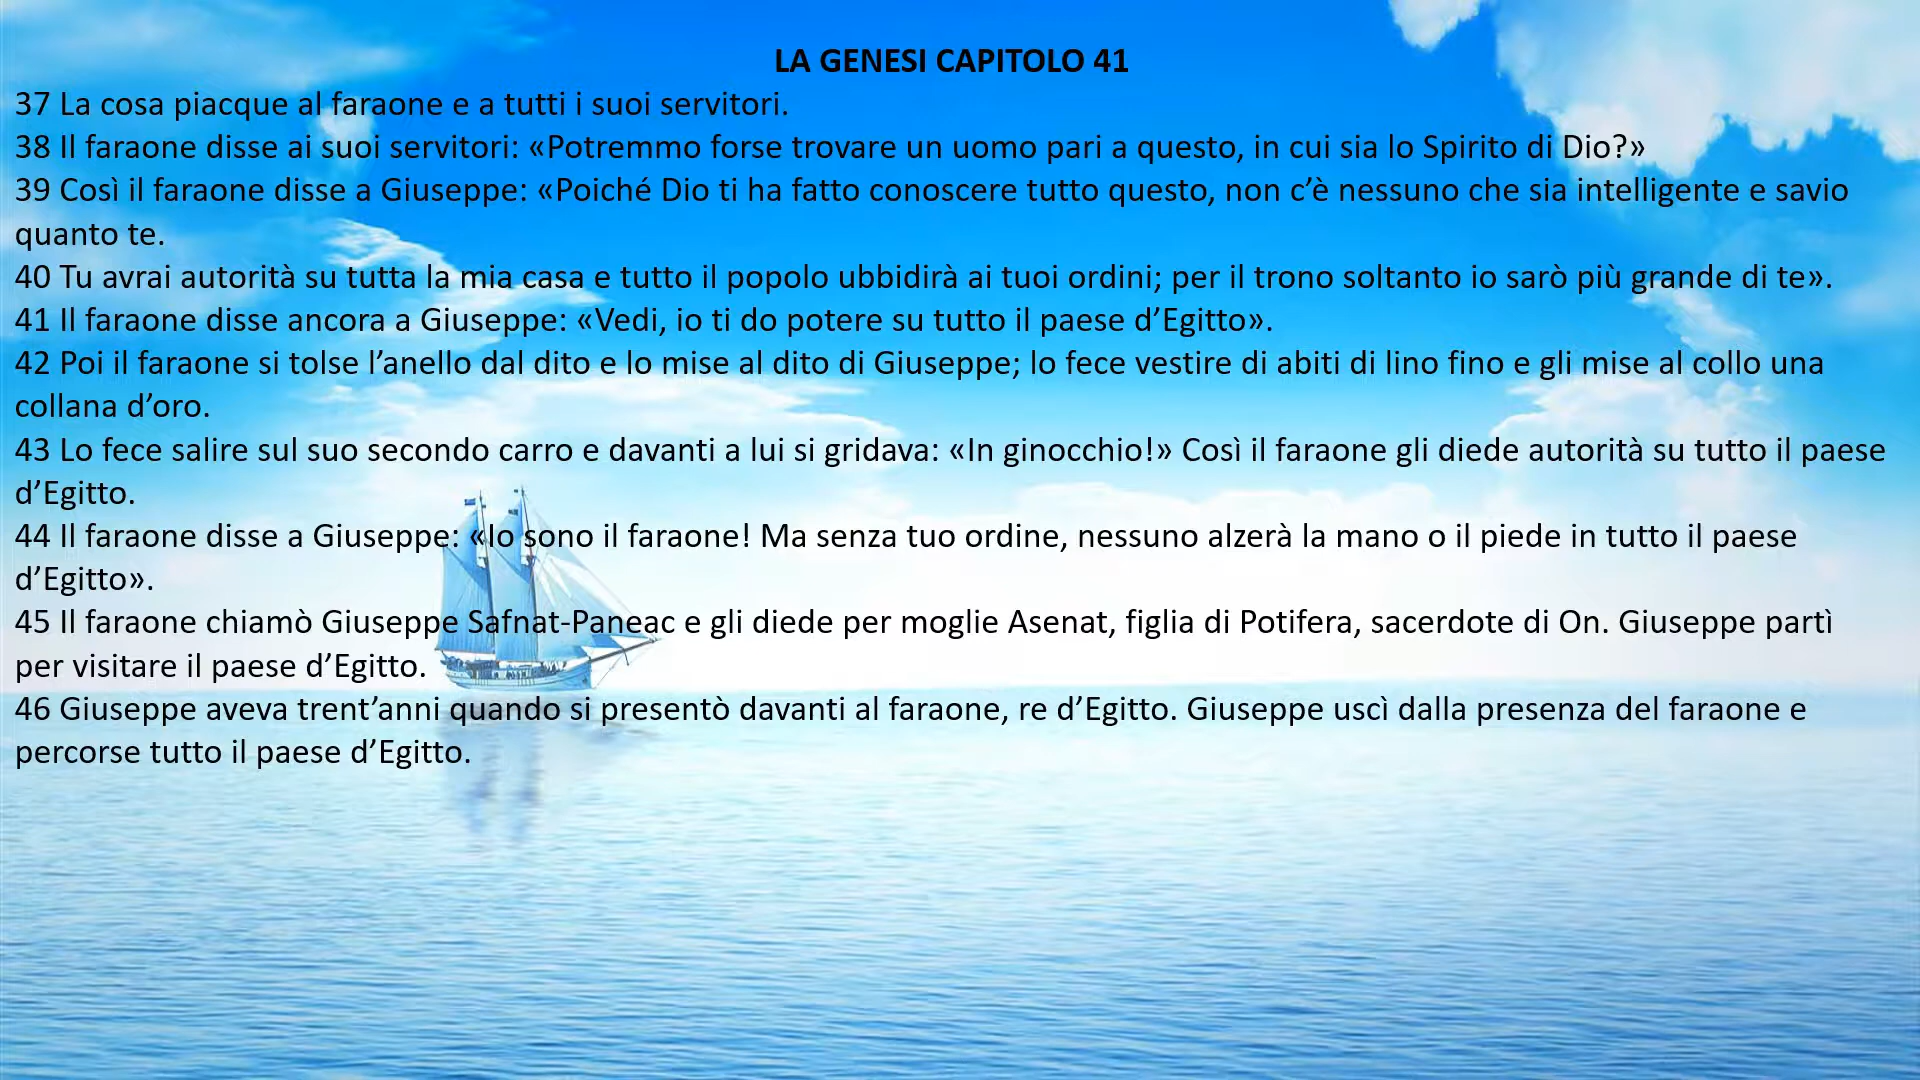 LA GENESI CAPITOLO 41
37 La cosa piacque al faraone e a tutti i suoi servitori.
38 Il faraone disse ai suoi servitori: «Potremmo forse trovare un uomo pari a questo, in cui sia lo Spirito di Dio?»
39 Così il faraone disse a Giuseppe: «Poiché Dio ti ha fatto conoscere tutto questo, non c’è nessuno che sia intelligente e savio
quanto te.
40 Tu avrai autorità su tutta la mia casa e tutto il popolo ubbidirà ai tuoi ordini; per il trono soltanto io sarò più grande di te».
41 Il faraone disse ancora a Giuseppe: «Vedi, io ti do potere su tutto il paese d’Egitto».
42 Poi il faraone si tolse l’anello dal dito e lo mise al dito di Giuseppe; lo fece vestire di abiti di lino fino e gli mise al collo una
collana d’oro.
43 Lo fece salire sul suo secondo carro e davanti a lui si gridava: «In ginocchio!» Così il faraone gli diede autorità su tutto il paese
d’Egitto.
44 Il faraone disse a Giuseppe: «Io sono il faraone! Ma senza tuo ordine, nessuno alzerà la mano o il piede in tutto il paese
d’Egitto».
45 Il faraone chiamò Giuseppe Safnat-Paneac e gli diede per moglie Asenat, figlia di Potifera, sacerdote di On. Giuseppe partì
per visitare il paese d’Egitto.
46 Giuseppe aveva trent’anni quando si presentò davanti al faraone, re d’Egitto. Giuseppe uscì dalla presenza del faraone e
percorse tutto il paese d’Egitto.